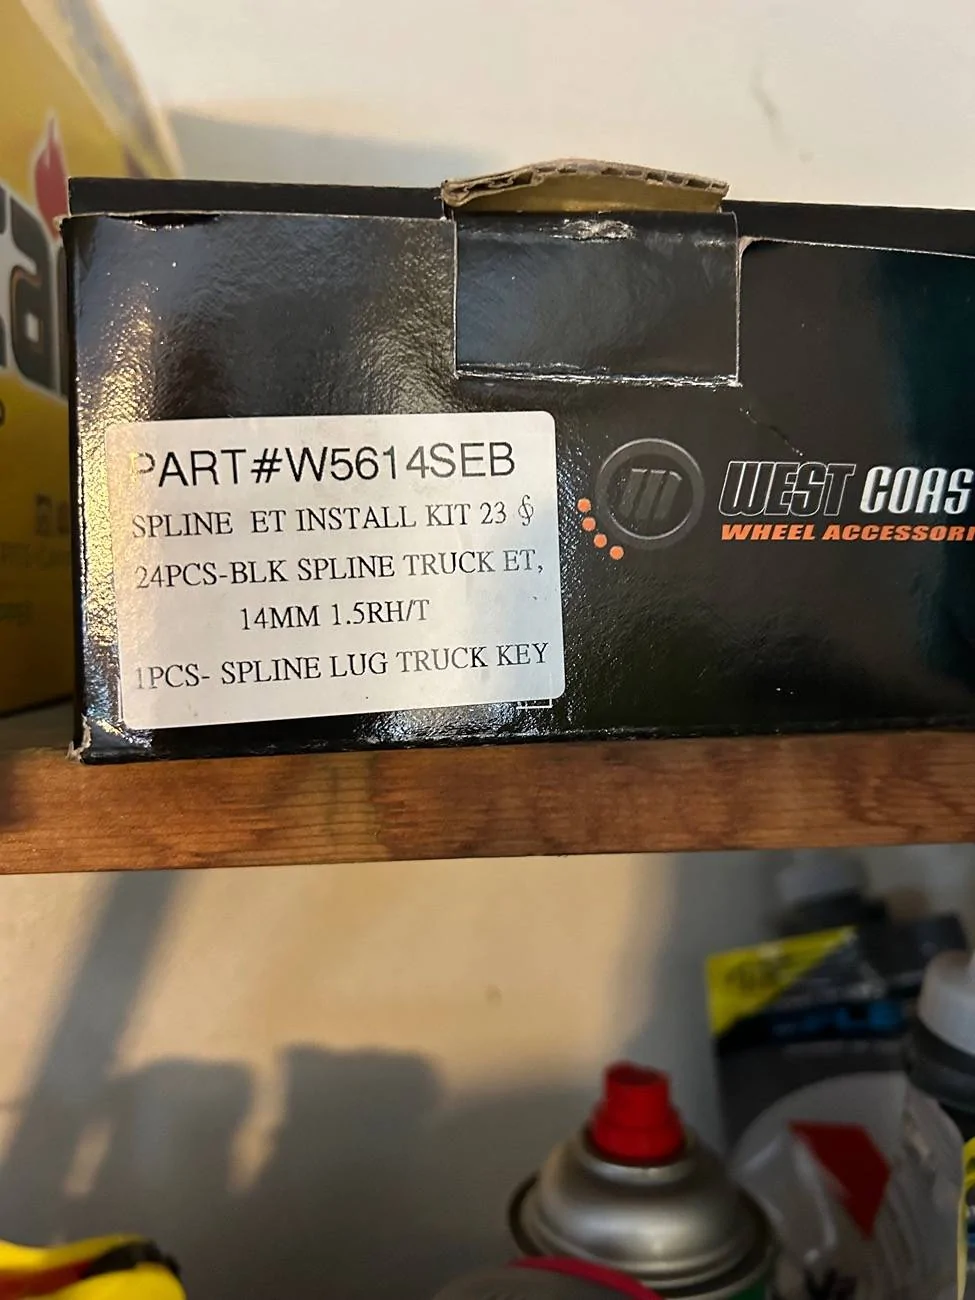 PART#W5614SEB
SPLINE ET INSTALL KIT 23 $
24PCS-BLK SPLINE TRUCK ET,
14MM 1.5RH/T
1PCS- SPLINE LUG TRUCK KEY
WEST COAS
WHEEL ACCESSORI